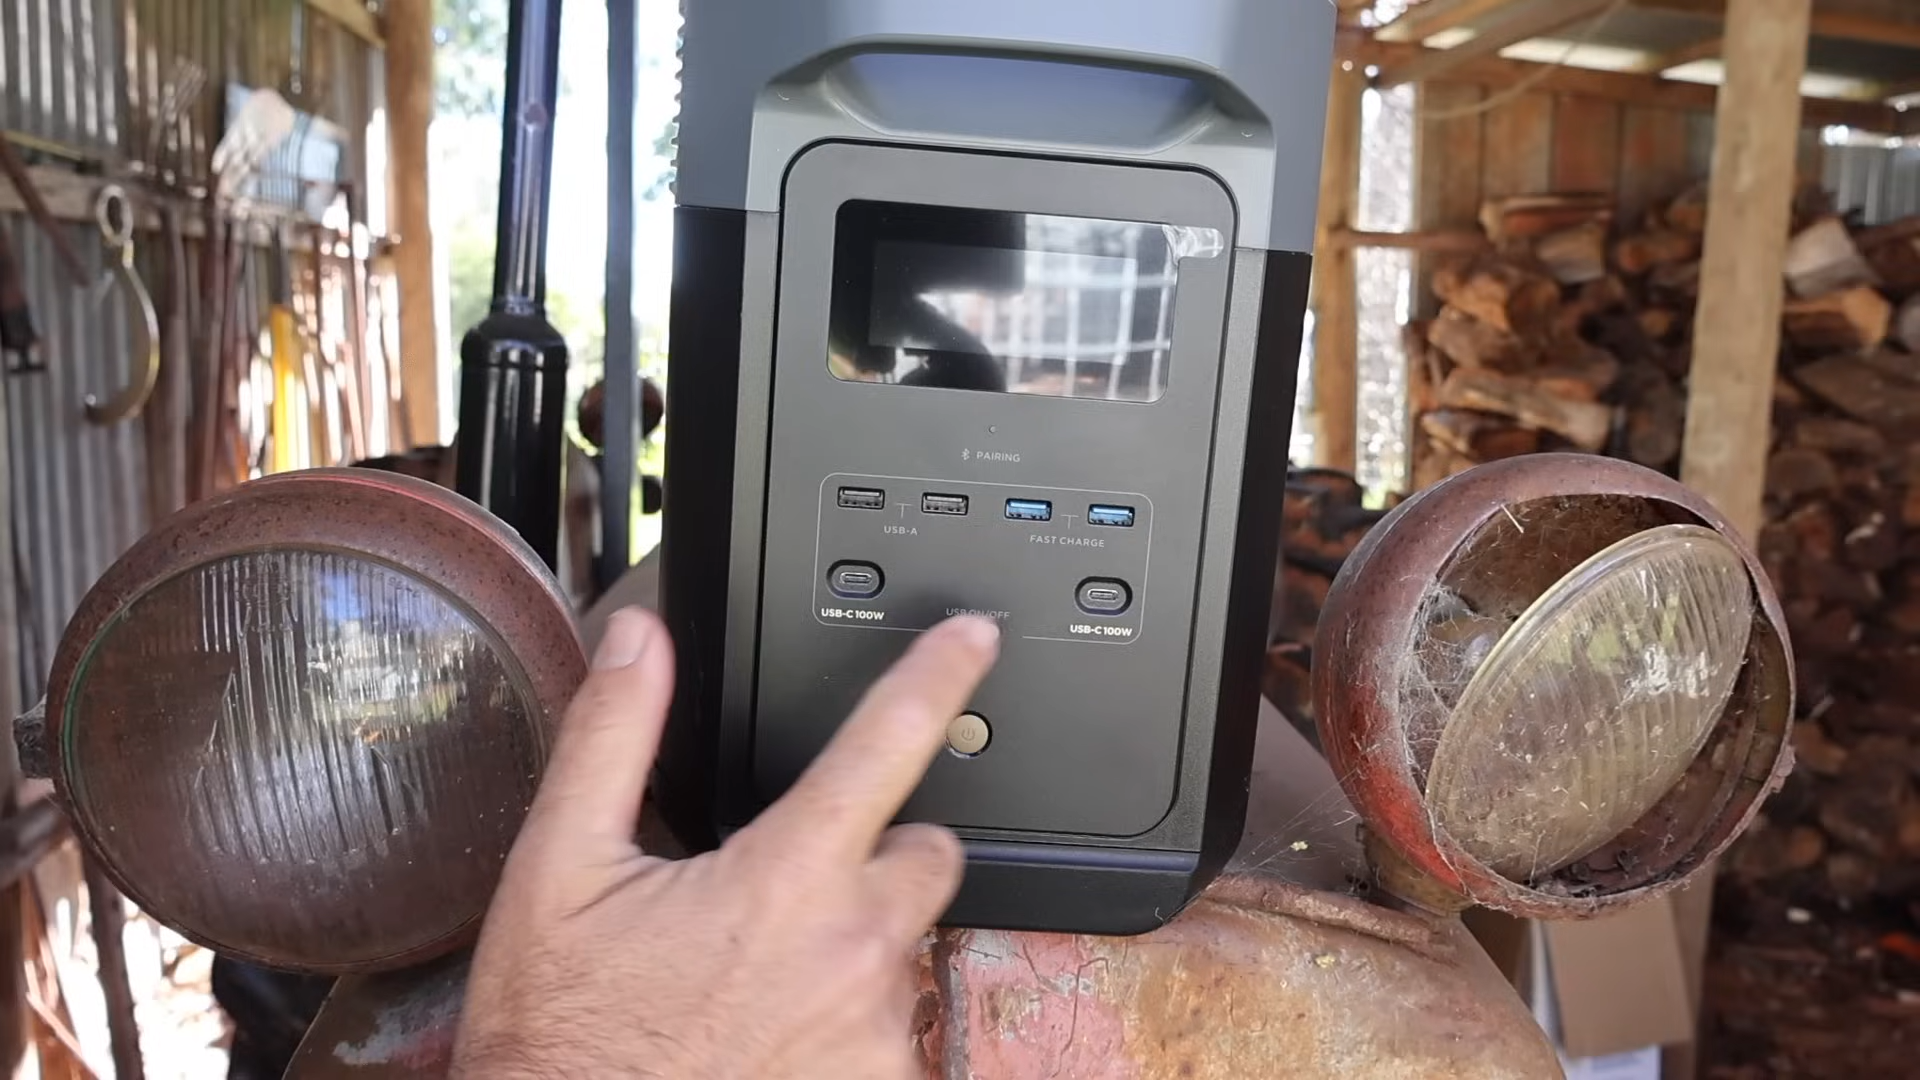 PAIRING
USB-A
FAST CHARGE
USB-C 100W
USB ON/OFF
USB-C 100W